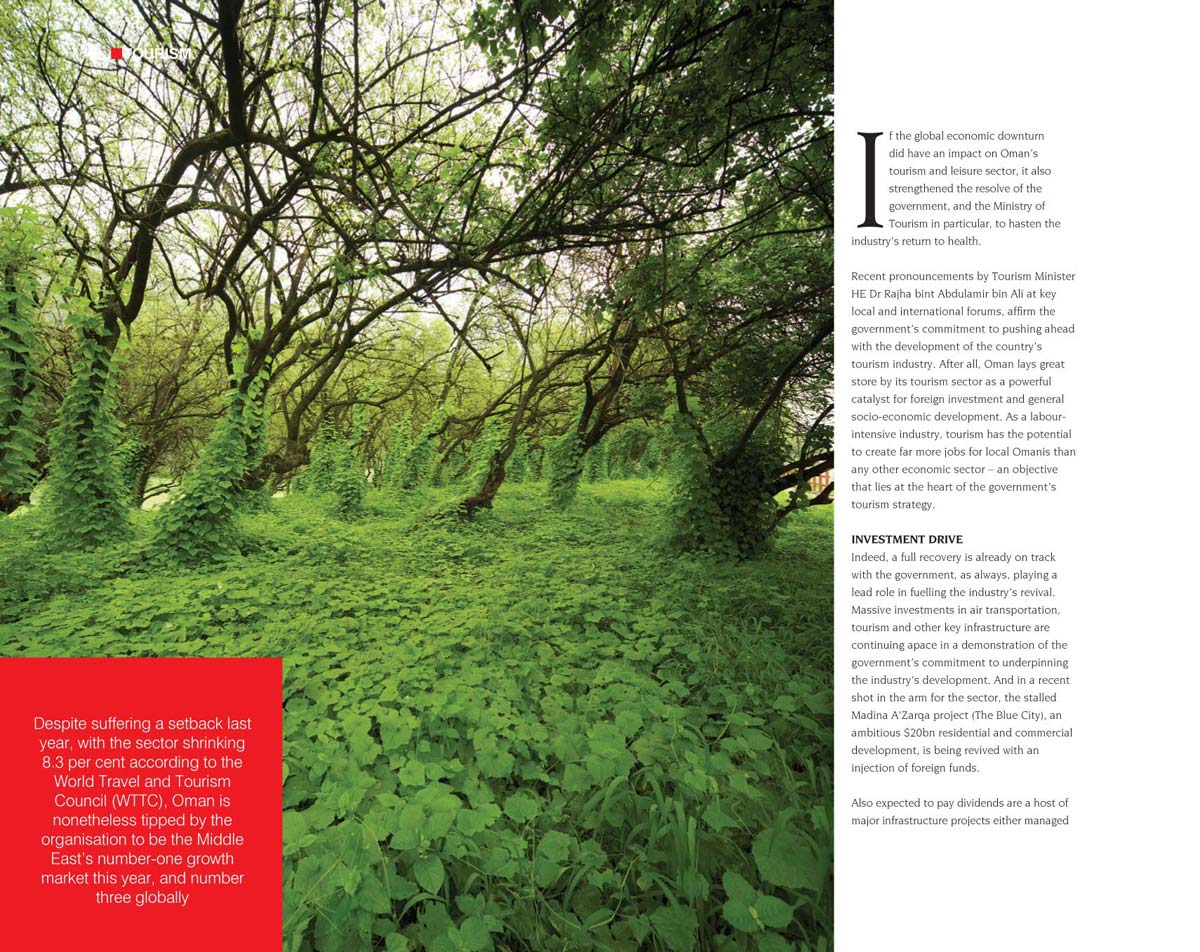 TOURISM
Despite suffering a setback last
year, with the sector shrinking
8.3 per cent according to the
World Travel and Tourism
Council (WTTC), Oman is
nonetheless tipped by the
organisation to be the Middle
East's number-one growth
market this year, and number
three globally
If the global economic downturn
did have an impact on Oman's
tourism and leisure sector, it also
strengthened the resolve of the
government, and the Ministry of
Tourism in particular, to hasten the
industry's return to health.
Recent pronouncements by Tourism Minister
HE Dr Rajha bint Abdulamir bin Ali at key
local and international forums, affirm the
government's commitment to pushing ahead
with the development of the country's
tourism industry. After all, Oman lays great
store by its tourism sector as a powerful
catalyst for foreign investment and general
socio-economic development. As a labour-
intensive industry, tourism has the potential
to create far more jobs for local Omanis than
any other economic sector – an objective
that lies at the heart of the government's
tourism strategy.
INVESTMENT DRIVE
Indeed, a full recovery is already on track
with the government, as always, playing a
lead role in fuelling the industry's revival.
Massive investments in air transportation,
tourism and other key infrastructure are
continuing apace in a demonstration of the
government's commitment to underpinning
the industry's development. And in a recent
shot in the arm for the sector, the stalled
Madina A'Zarqa project (The Blue City), an
ambitious $20bn residential and commercial
development, is being revived with an
injection of foreign funds.
Also expected to pay dividends are a host of
major infrastructure projects either managed